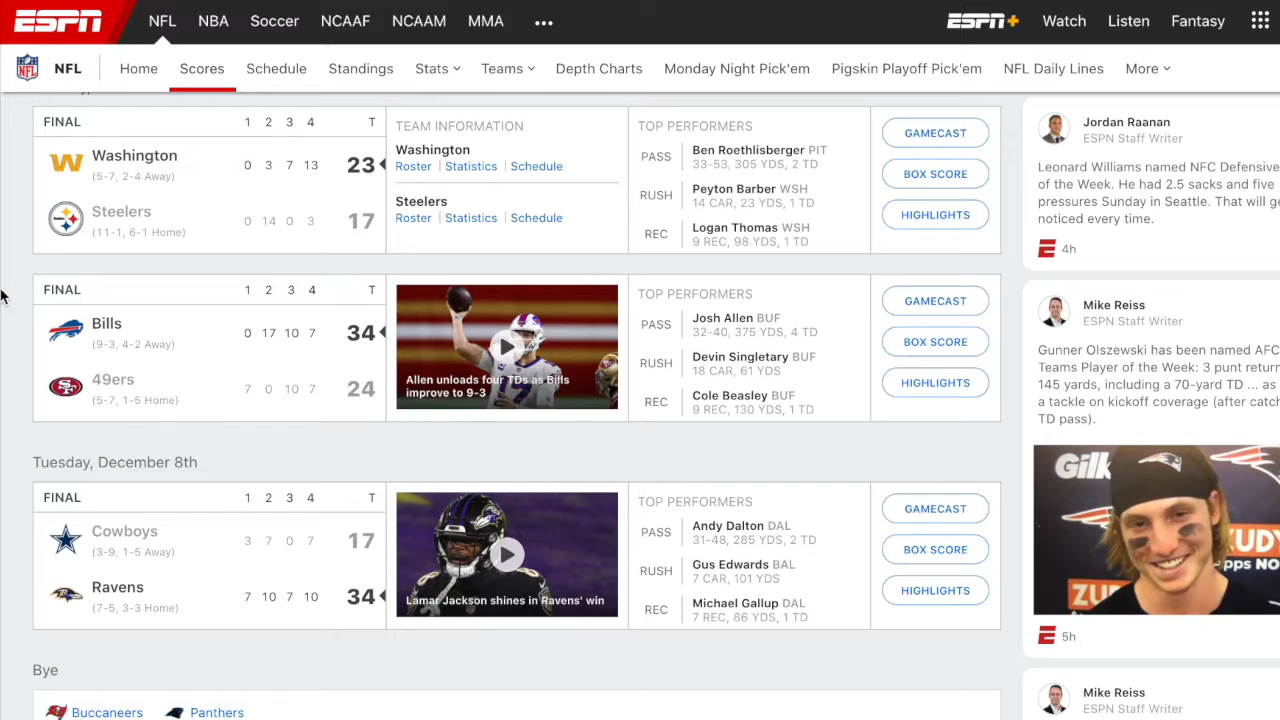 ESPN NFL NBA Soccer NCAAF NCAAM MMA ESPN+ Watch Listen Fantasy
NFL Home Scores Schedule Standings Stats Teams Depth Charts Monday Night Pick'em Pigskin Playoff Pick'em NFL Daily Lines More
FINAL 1 2 3 4 T
Washington 0 3 7 13 23
(5-7, 2-4 Away)
Steelers 0 14 0 3 17
(11-1, 6-1 Home)
TEAM INFORMATION
Washington
Roster Statistics Schedule
Steelers
Roster Statistics Schedule
TOP PERFORMERS
PASS Ben Roethlisberger PIT
33-53, 305 YDS, 2 TD
RUSH Peyton Barber WSH
14 CAR, 23 YDS, 1 TD
REC Logan Thomas WSH
9 REC, 98 YDS, 1 TD
GAMECAST
BOX SCORE
HIGHLIGHTS
FINAL 1 2 3 4 T
Bills 0 17 10 7 34
(9-3, 4-2 Away)
49ers 7 0 10 7 24
(5-7, 1-5 Home)
Allen unloads four TDs as Bills
improve to 9-3
TOP PERFORMERS
PASS Josh Allen BUF
32-40, 375 YDS, 4 TD
RUSH Devin Singletary BUF
18 CAR, 61 YDS
REC Cole Beasley BUF
9 REC, 130 YDS, 1 TD
GAMECAST
BOX SCORE
HIGHLIGHTS
Tuesday, December 8th
FINAL 1 2 3 4 T
Cowboys 3 7 0 7 17
(3-9, 1-5 Away)
Ravens 7 10 7 10 34
(7-5, 3-3 Home)
Lamar Jackson shines in Ravens' win
TOP PERFORMERS
PASS Andy Dalton DAL
31-48, 285 YDS, 2 TD
RUSH Gus Edwards BAL
7 CAR, 101 YDS
REC Michael Gallup DAL
7 REC, 86 YDS, 1 TD
GAMECAST
BOX SCORE
HIGHLIGHTS
Bye
Buccaneers Panthers
Jordan Raanan
ESPN Staff Writer
Leonard Williams named NFC Defensive
of the Week. He had 2.5 sacks and five
pressures Sunday in Seattle. That will ge
noticed every time.
4h
Mike Reiss
ESPN Staff Writer
Gunner Olszewski has been named AFC
Teams Player of the Week: 3 punt return
145 yards, including a 70-yard TD ... as
a tackle on kickoff coverage (after catch
TD pass).
5h
Mike Reiss
ESPN Staff Writer